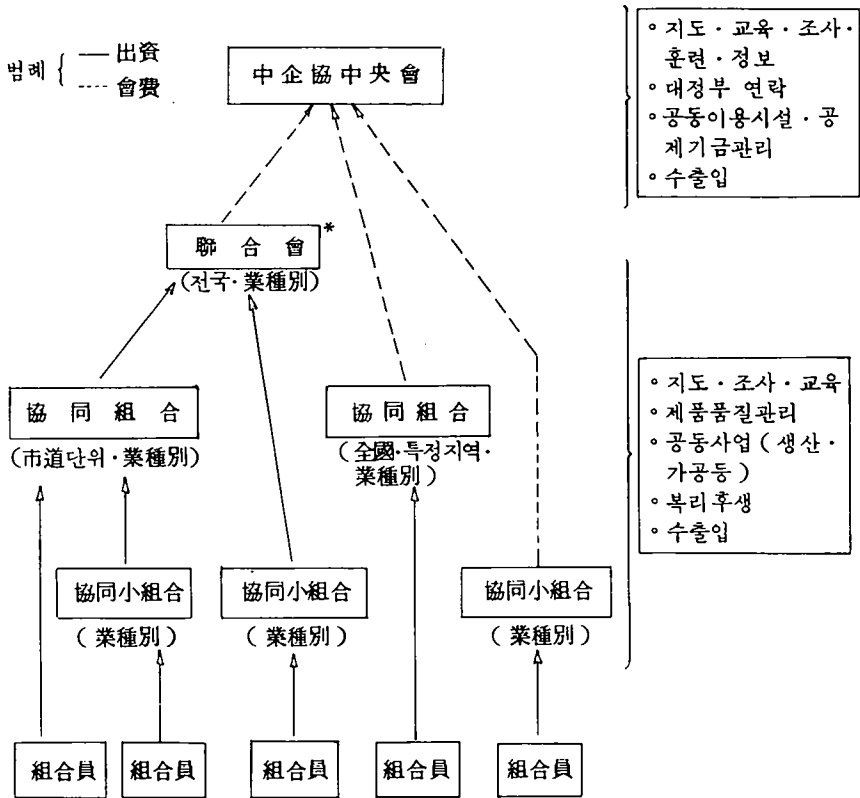 범례
出資
會費
中企協中央會
• 지도 · 교육 · 조사 ·
훈련 · 정보
• 대정부 연락
• 공동이용시설 · 공
제기금관리
• 수출입
聯合會*
(전국·業種別)
協同組合
(市道단위·業種別)
協同組合
(全國·특정지역·
業種別)
• 지도 · 조사 · 교육
• 제품품질관리
• 공동사업 ( 생산 ·
가공등 )
• 복리후생
• 수출입
協同小組合
( 業種別 )
協同小組合
( 業種別 )
協同小組合
( 業種別 )
組合員
組合員
組合員
組合員
組合員